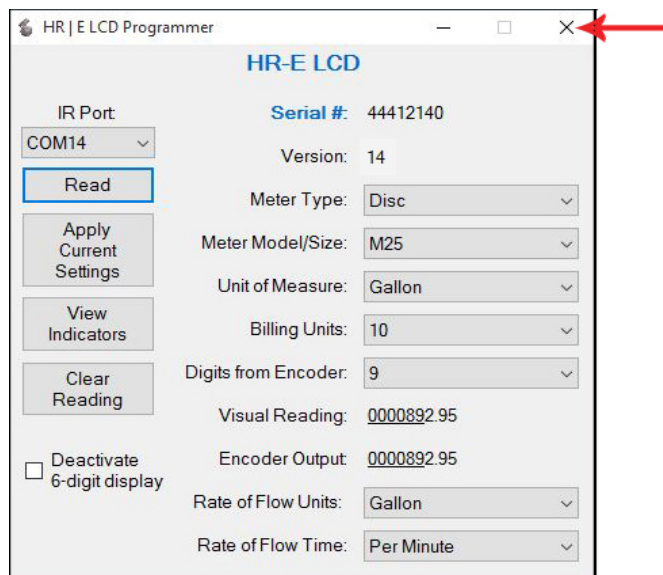 HR | E LCD Programmer
HR-E LCD
IR Port:
COM14
Read
Apply
Current
Settings
View
Indicators
Clear
Reading
Deactivate
6-digit display
Serial #: 44412140
Version: 14
Meter Type: Disc
Meter Model/Size: M25
Unit of Measure: Gallon
Billing Units: 10
Digits from Encoder: 9
Visual Reading: 0000892.95
Encoder Output: 0000892.95
Rate of Flow Units: Gallon
Rate of Flow Time: Per Minute